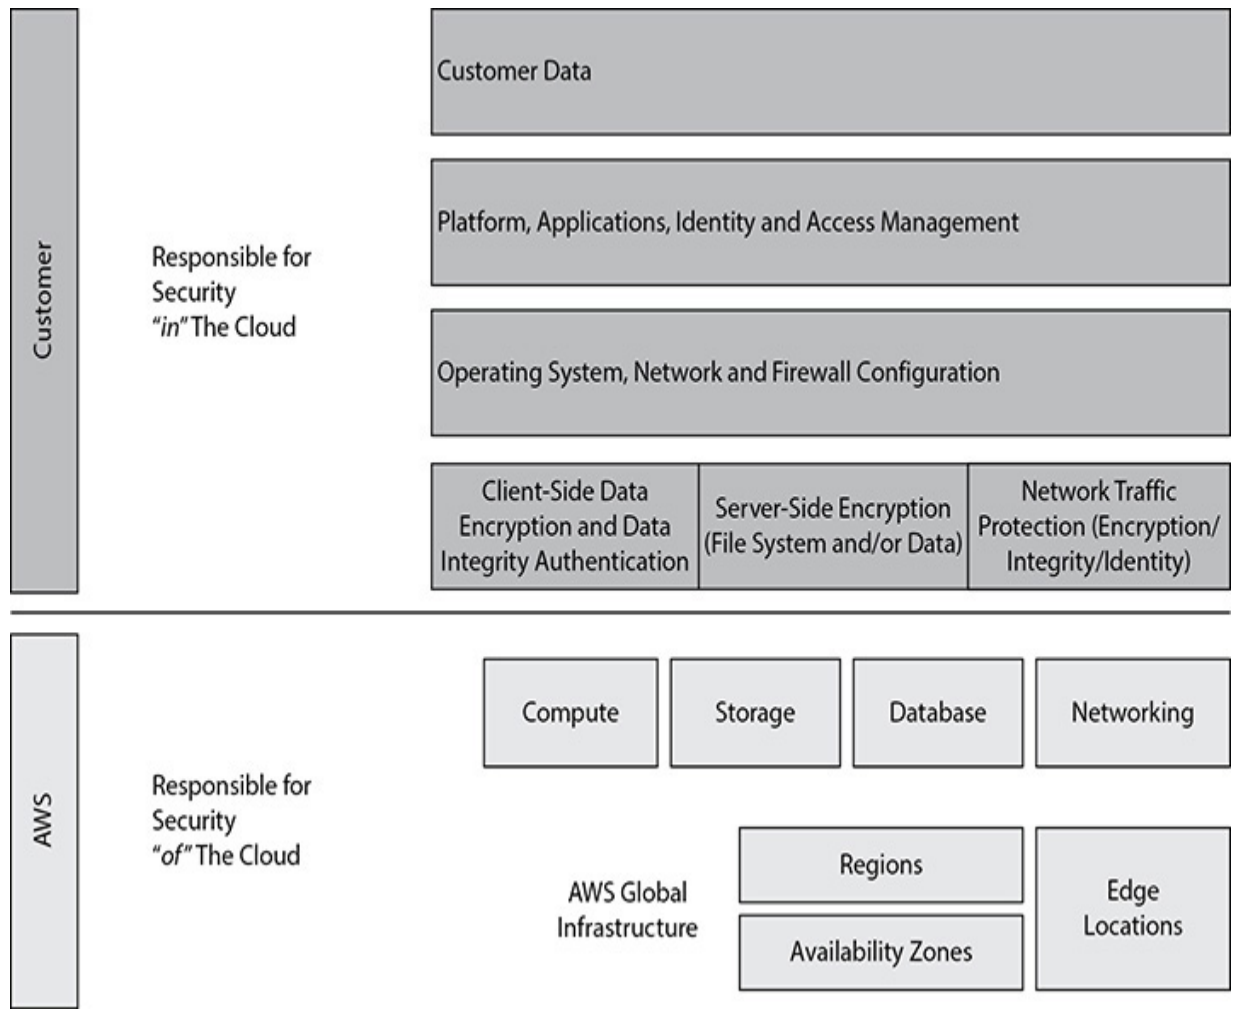 Customer
Responsible for
Security
“in” The Cloud
Customer Data
Platform, Applications, Identity and Access Management
Operating System, Network and Firewall Configuration
Client-Side Data
Encryption and Data
Integrity Authentication
Server-Side Encryption
(File System and/or Data)
Network Traffic
Protection (Encryption/
Integrity/Identity)
AWS
Responsible for
Security
“of” The Cloud
Compute
Storage
Database
Networking
AWS Global
Infrastructure
Regions
Availability Zones
Edge
Locations